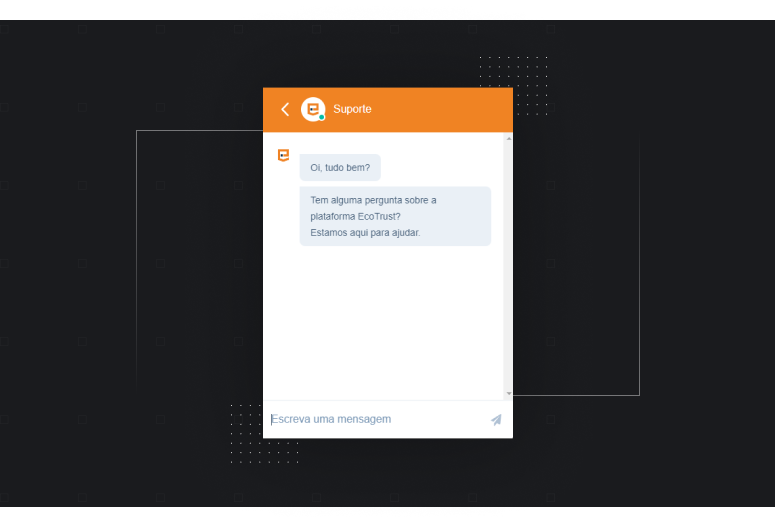 Suporte
Oi, tudo bem?
Tem alguma pergunta sobre a
plataforma EcoTrust?
Estamos aqui para ajudar.
Escreva uma mensagem